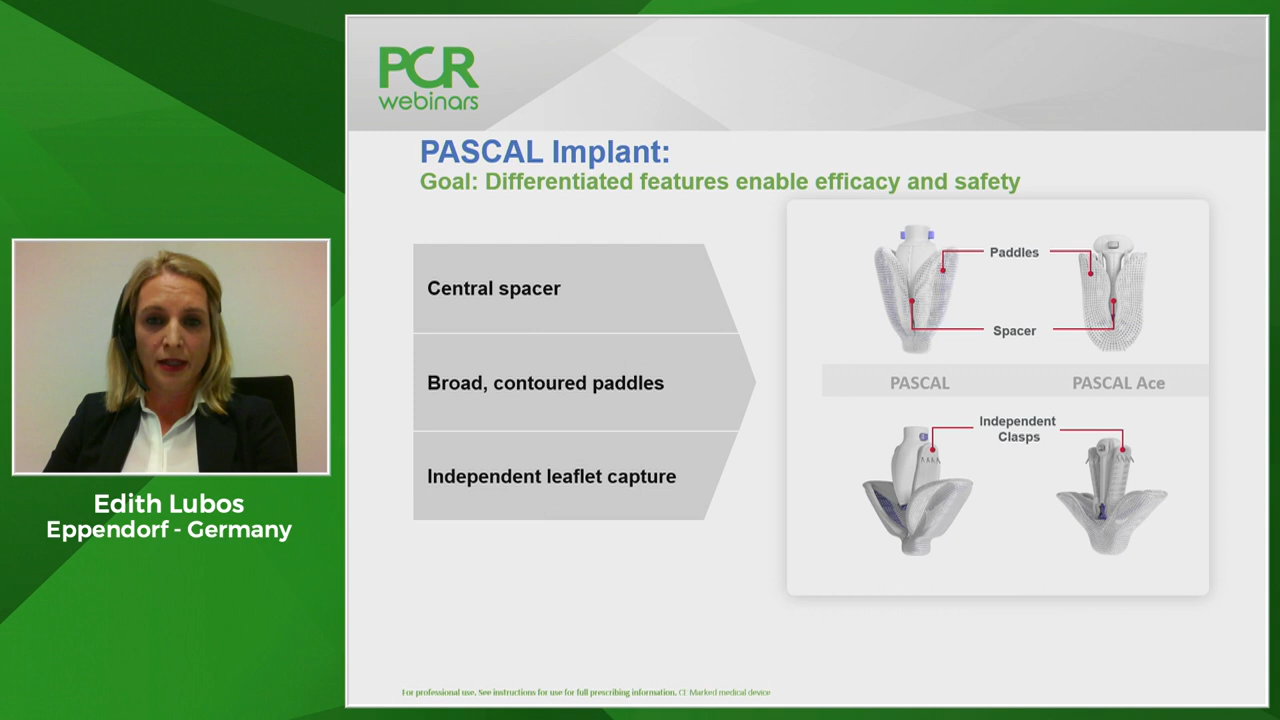 PCR
webinars
PASCAL Implant:
Goal: Differentiated features enable efficacy and safety
Central spacer
Broad, contoured paddles
Independent leaflet capture
Paddles
Spacer
PASCAL
PASCAL Ace
Independent
Clasps
Edith Lubos
Eppendorf - Germany
For professional use. See instructions for use for full prescribing information. CE Marked medical device